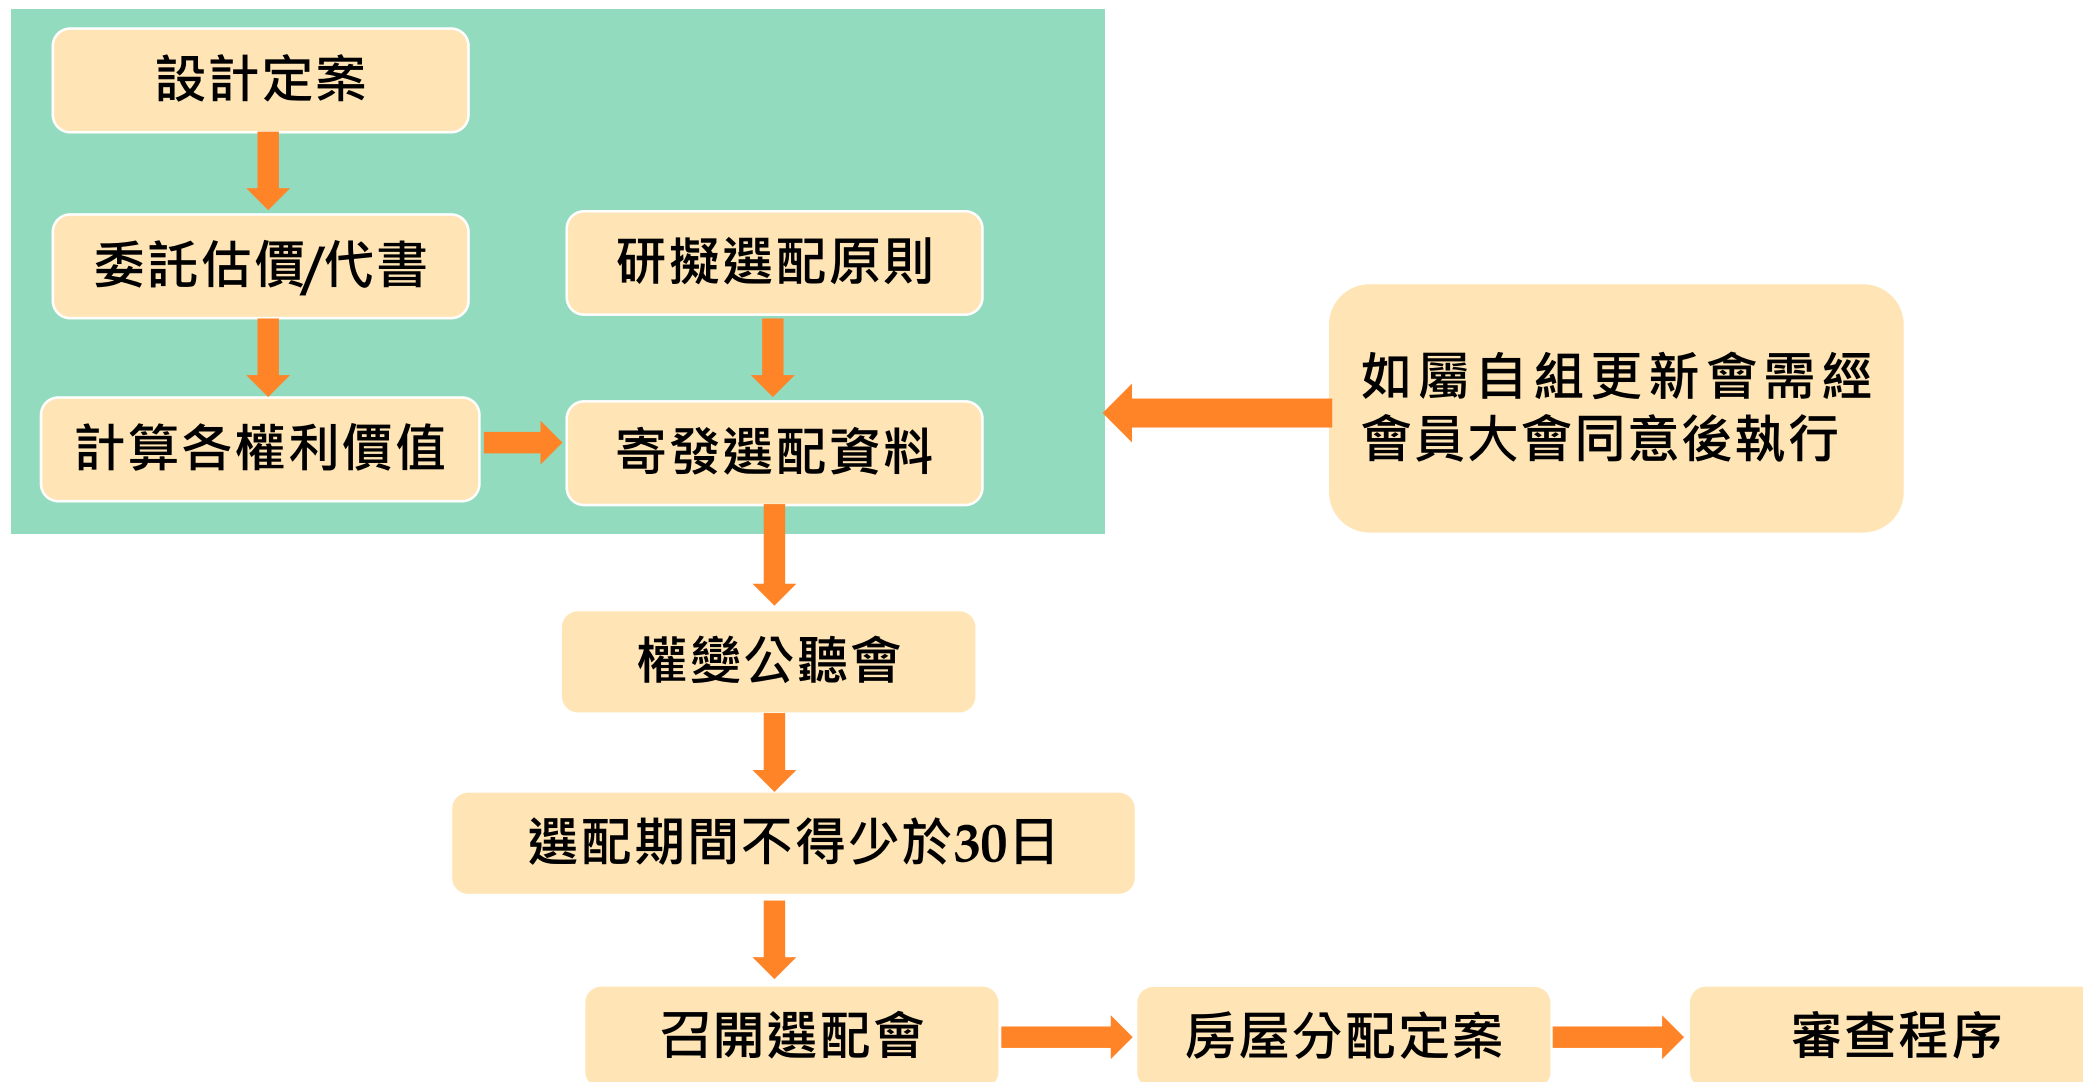 設計定案
委託估價/代書
研擬選配原則
計算各權利價值
寄發選配資料
如屬自組更新會需經
會員大會同意後執行
權變公聽會
選配期間不得少於30日
召開選配會
房屋分配定案
審查程序